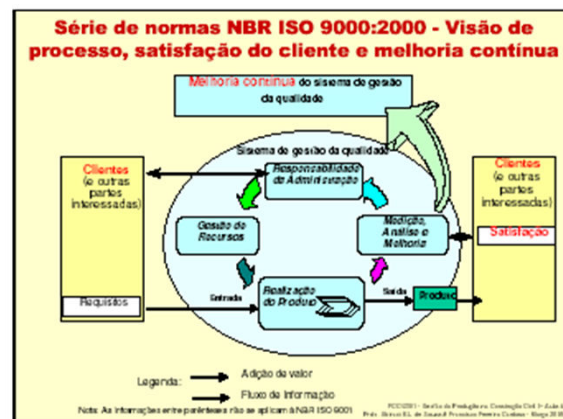 Série de normas NBR ISO 9000:2000 - Visão de
processo, satisfação do cliente e melhoria contínua
Melhoria contínua do sistema de gestão
da qualidade
Sistema de gestão da qualidade
Clientes
(e outras
partes
interessadas)
Responsabilidade
da Administração
Clientes
(e outras
partes
interessadas)
Gestão de
Recursos
Medição,
Análise e
Melhoria
Satisfação
Requisitos
Entrada
Realização
do Produto
Saída
Produto
Legenda:
Adição de valor
Fluxo de Informação
Nota: As informações entre parênteses não se aplicam à NBR ISO 9001